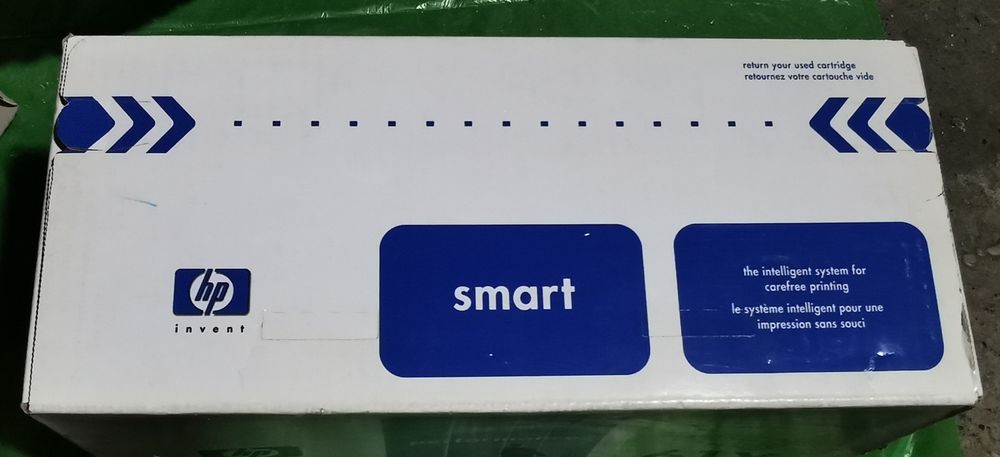 return your used cartridge
retournez votre cartouche vide
hp
invent
smart
the intelligent system for
carefree printing
le système intelligent pour une
impression sans souci